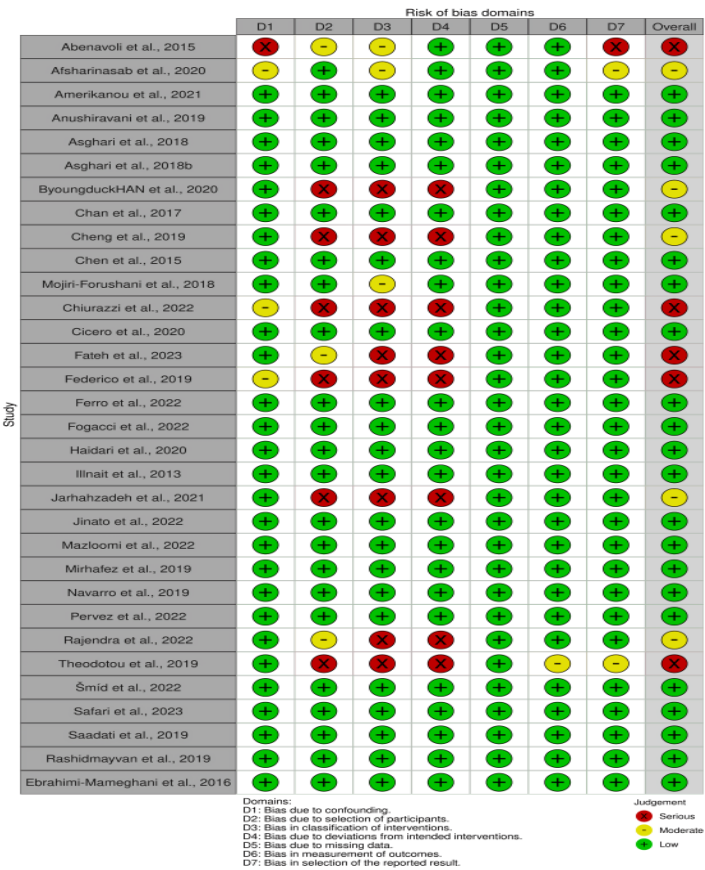 Risk of bias domains
D1 D2 D3 D4 D5 D6 D7 Overall
Abenavoli et al., 2015 X - - + + + X X
Afsharinasab et al., 2020 - + - + + + - -
Amerikanou et al., 2021 + + + + + + + +
Anushiravani et al., 2019 + + + + + + + +
Asghari et al., 2018 + + + + + + + +
Asghari et al., 2018b + + + + + + + +
ByoungduckHAN et al., 2020 + X X X + + + -
Chan et al., 2017 + + + + + + + +
Cheng et al., 2019 + X X X + + + -
Chen et al., 2015 + + + + + + + +
Mojiri-Forushani et al., 2018 + + - + + + + +
Chiurazzi et al., 2022 - X X X + + + X
Cicero et al., 2020 + + + + + + + +
Fateh et al., 2023 + - X X + + + X
Federico et al., 2019 - X X X + + + X
Ferro et al., 2022 + + + + + + + +
Fogacci et al., 2022 + + + + + + + +
Haidari et al., 2020 + + + + + + + +
Illnait et al., 2013 + + + + + + + +
Jarhahzadeh et al., 2021 + X X X + + + -
Jinato et al., 2022 + + + + + + + +
Mazloomi et al., 2022 + + + + + + + +
Mirhafez et al., 2019 + + + + + + + +
Navarro et al., 2019 + + + + + + + +
Pervez et al., 2022 + + + + + + + +
Rajendra et al., 2022 + - X X + + + -
Theodotou et al., 2019 + X X X + - - X
Šmíd et al., 2022 + + + + + + + +
Safari et al., 2023 + + + + + + + +
Saadati et al., 2019 + + + + + + + +
Rashidmayvan et al., 2019 + + + + + + + +
Ebrahimi-Mameghani et al., 2016 + + + + + + + +
Study
Domains:
D1: Bias due to confounding.
D2: Bias due to selection of participants.
D3: Bias in classification of interventions.
D4: Bias due to deviations from intended interventions.
D5: Bias due to missing data.
D6: Bias in measurement of outcomes.
D7: Bias in selection of the reported result.
Judgement
X Serious
- Moderate
+ Low